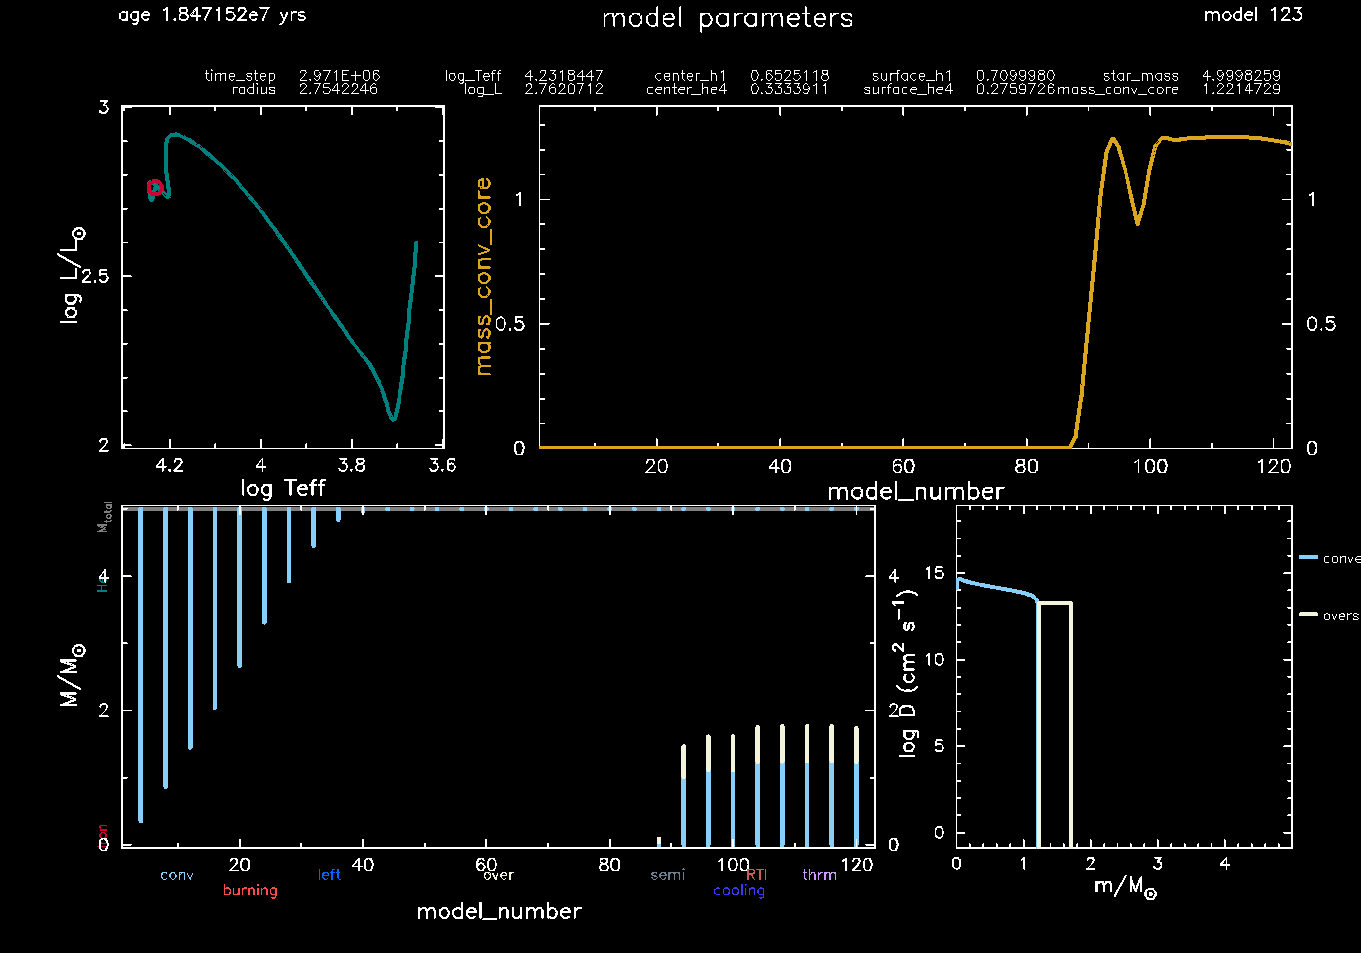 age 1.847152e7 yrs
model parameters
model 123
time_step 2.971E+06 log_Teff 4.2318447 center_h1 0.6525118 surface_h1 0.7099980 star_mass 4.9998259
radius 2.7542246 log_L 2.7620712 center_he4 0.3333911 surface_he4 0.2759726 mass_conv_core 1.2214729
3
2.5
2
log L/L☉
4.2 4 3.8 3.6
log Teff
mass_conv_core
1
0.5
0
1
0.5
0
20 40 60 80 100 120
model_number
Mtotal
4
2
0
M/M☉
4
2
0
20 40 60 80 100 120
conv left over semi RTI thrm
burning cooling
model_number
log D (cm² s⁻¹)
15
10
5
0
0 1 2 3 4
m/M☉
conve
overs